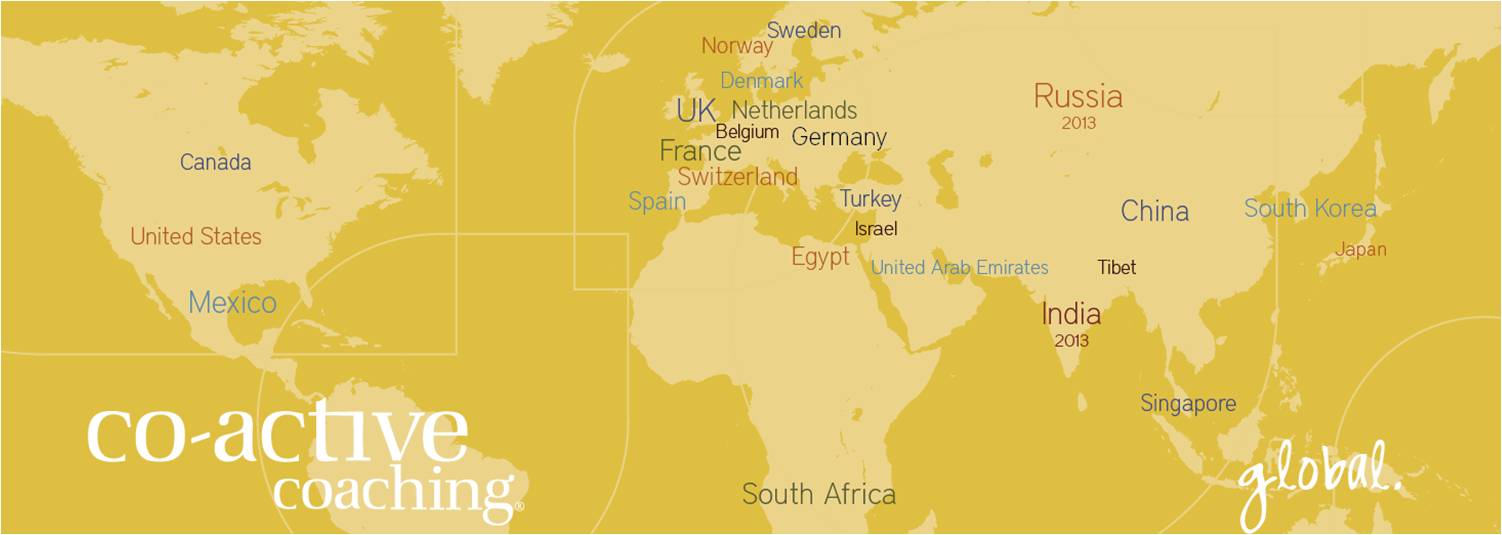 Sweden
Norway
Denmark
UK
Netherlands
Belgium
Germany
France
Switzerland
Spain
Russia
2013
Canada
United States
Mexico
Turkey
Israel
Egypt
United Arab Emirates
China
South Korea
Japan
Tibet
India
2013
Singapore
South Africa
co-active
coaching®
global.